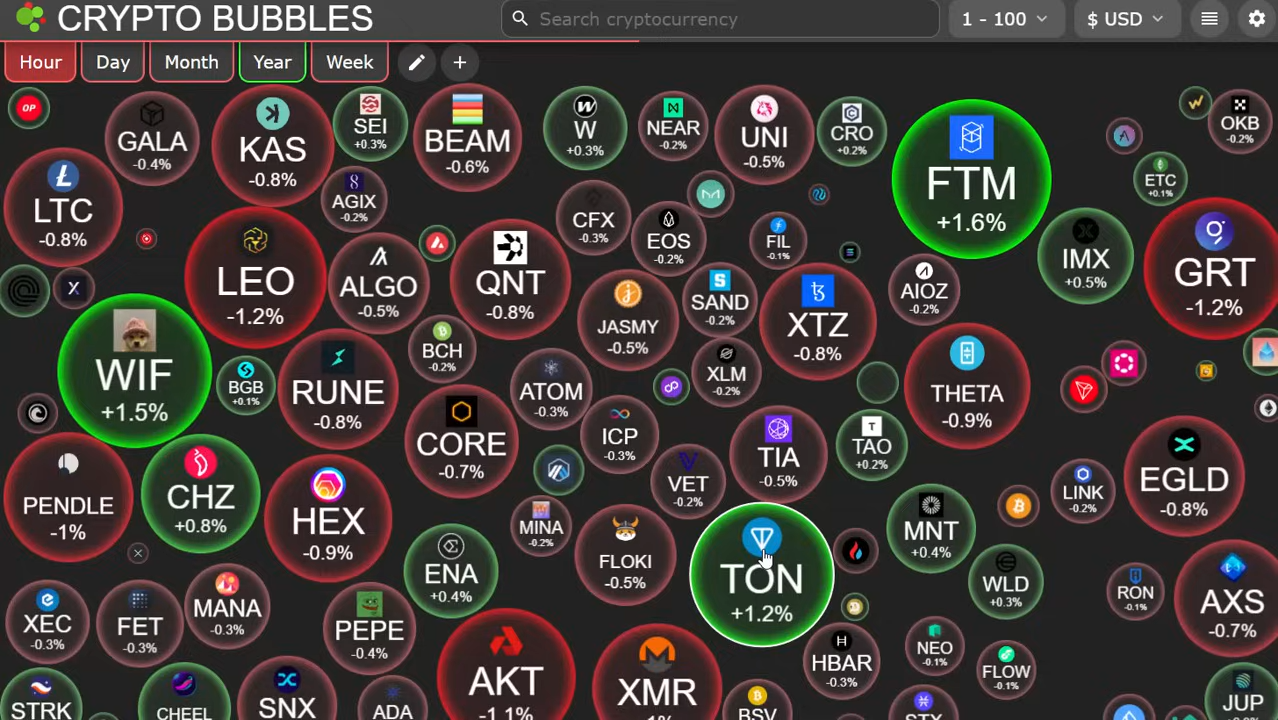 CRYPTO BUBBLES
Search cryptocurrency
1 - 100
$ USD
Hour
Day
Month
Year
Week
OP
GALA
-0.4%
KAS
-0.8%
SEI
+0.3%
BEAM
-0.6%
W
+0.3%
NEAR
-0.2%
UNI
-0.5%
CRO
+0.2%
FTM
+1.6%
OKB
-0.2%
ETC
+0.1%
LTC
-0.8%
AGIX
-0.2%
LEO
-1.2%
ALGO
-0.5%
QNT
-0.8%
CFX
-0.3%
EOS
-0.2%
FIL
-0.1%
IMX
+0.5%
GRT
-1.2%
JASMY
-0.5%
SAND
-0.2%
XTZ
-0.8%
AIOZ
-0.2%
WIF
+1.5%
BGB
+0.1%
RUNE
-0.8%
BCH
-0.2%
ATOM
-0.3%
XLM
-0.2%
THETA
-0.9%
CORE
-0.7%
ICP
-0.3%
TIA
-0.5%
TAO
+0.2%
EGLD
-0.8%
PENDLE
-1%
CHZ
+0.8%
HEX
-0.9%
VET
-0.2%
LINK
-0.2%
MINA
-0.2%
FLOKI
-0.5%
TON
+1.2%
MNT
+0.4%
ENA
+0.4%
WLD
+0.3%
RON
-0.1%
AXS
-0.7%
XEC
-0.3%
FET
-0.3%
MANA
-0.3%
PEPE
-0.4%
AKT
-1.1%
XMR
-1%
HBAR
-0.3%
NEO
-0.1%
FLOW
-0.1%
STRK
CHEEL
SNX
ADA
BSV
STX
JUP